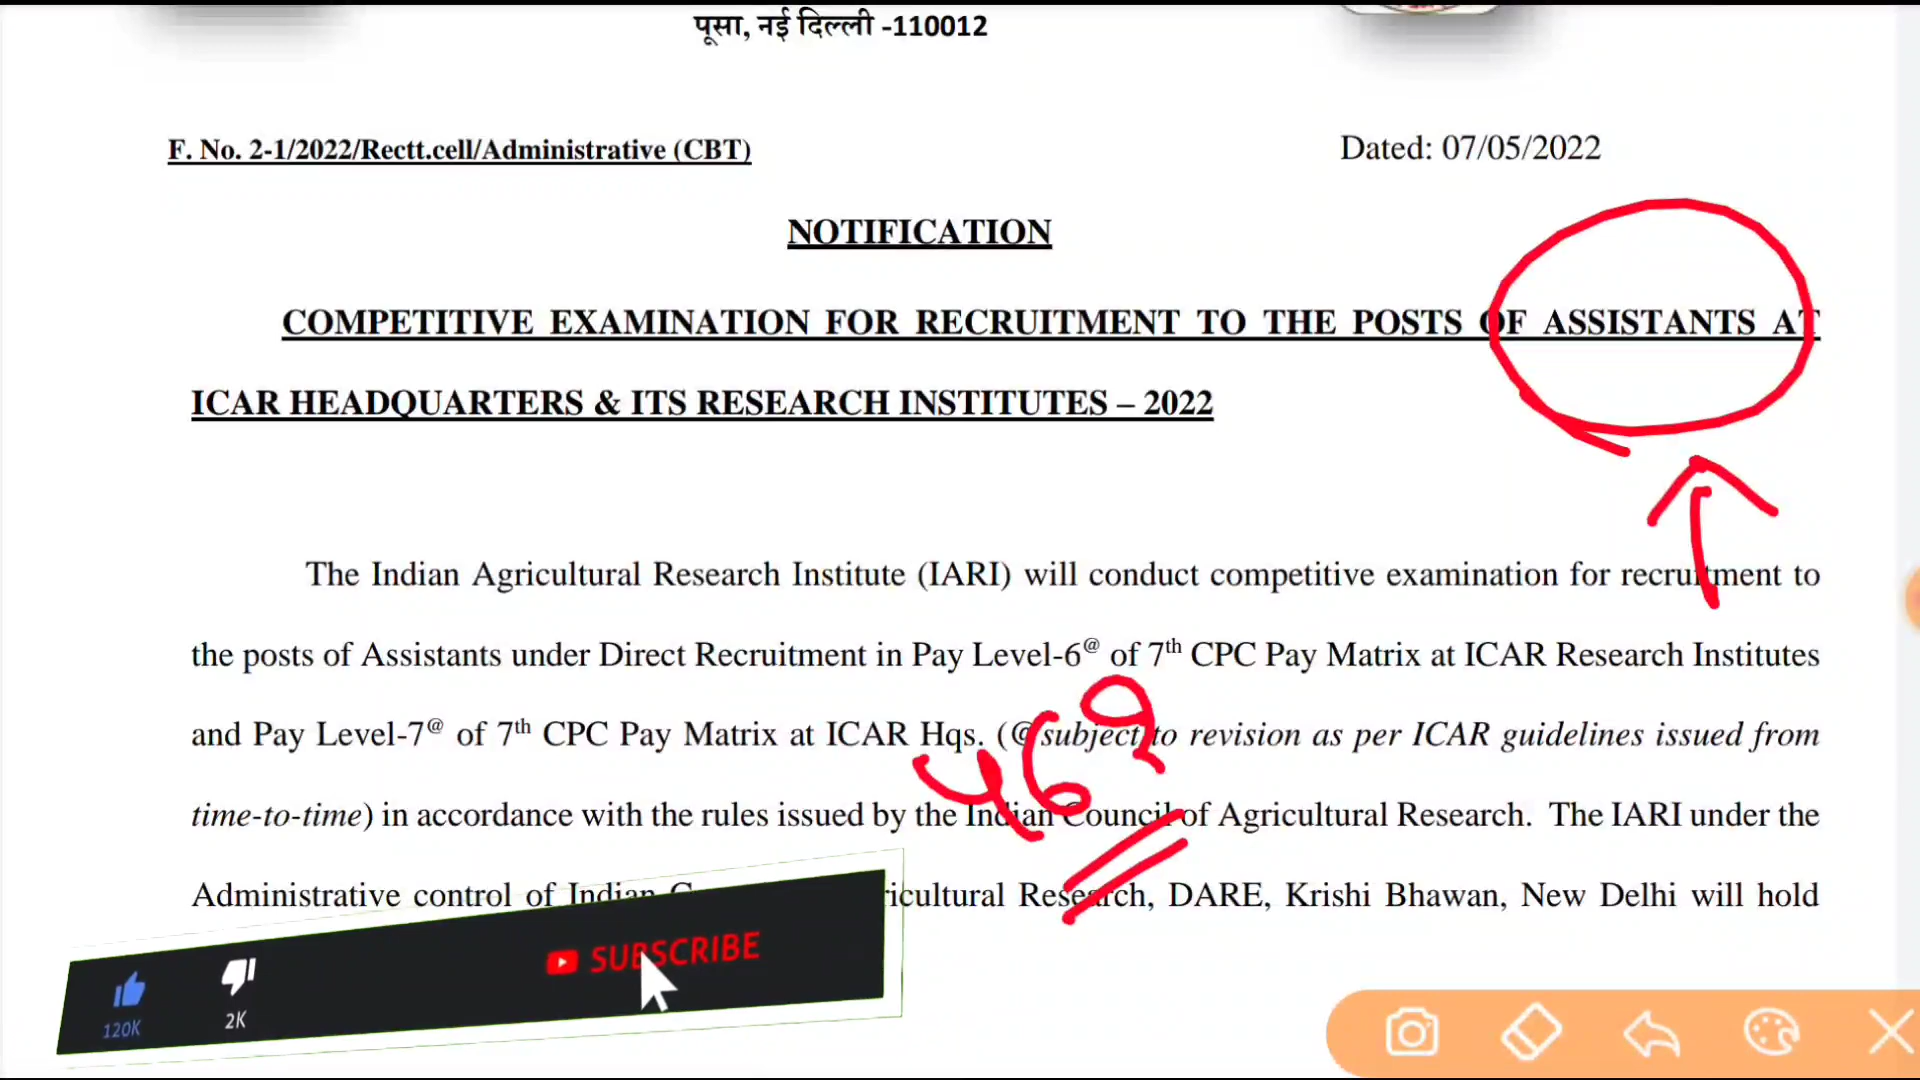 पूसा, नई दिल्ली -110012
F. No. 2-1/2022/Rectt.cell/Administrative (CBT) Dated: 07/05/2022
NOTIFICATION
COMPETITIVE EXAMINATION FOR RECRUITMENT TO THE POSTS OF ASSISTANTS AT
ICAR HEADQUARTERS & ITS RESEARCH INSTITUTES – 2022
The Indian Agricultural Research Institute (IARI) will conduct competitive examination for recruitment to
the posts of Assistants under Direct Recruitment in Pay Level-6@ of 7th CPC Pay Matrix at ICAR Research Institutes
and Pay Level-7@ of 7th CPC Pay Matrix at ICAR Hqs. (@ subject to revision as per ICAR guidelines issued from
462
time-to-time) in accordance with the rules issued by the Indian Council of Agricultural Research. The IARI under the
Administrative control of Indian ricultural Research, DARE, Krishi Bhawan, New Delhi will hold
SUBSCRIBE
120K 2K